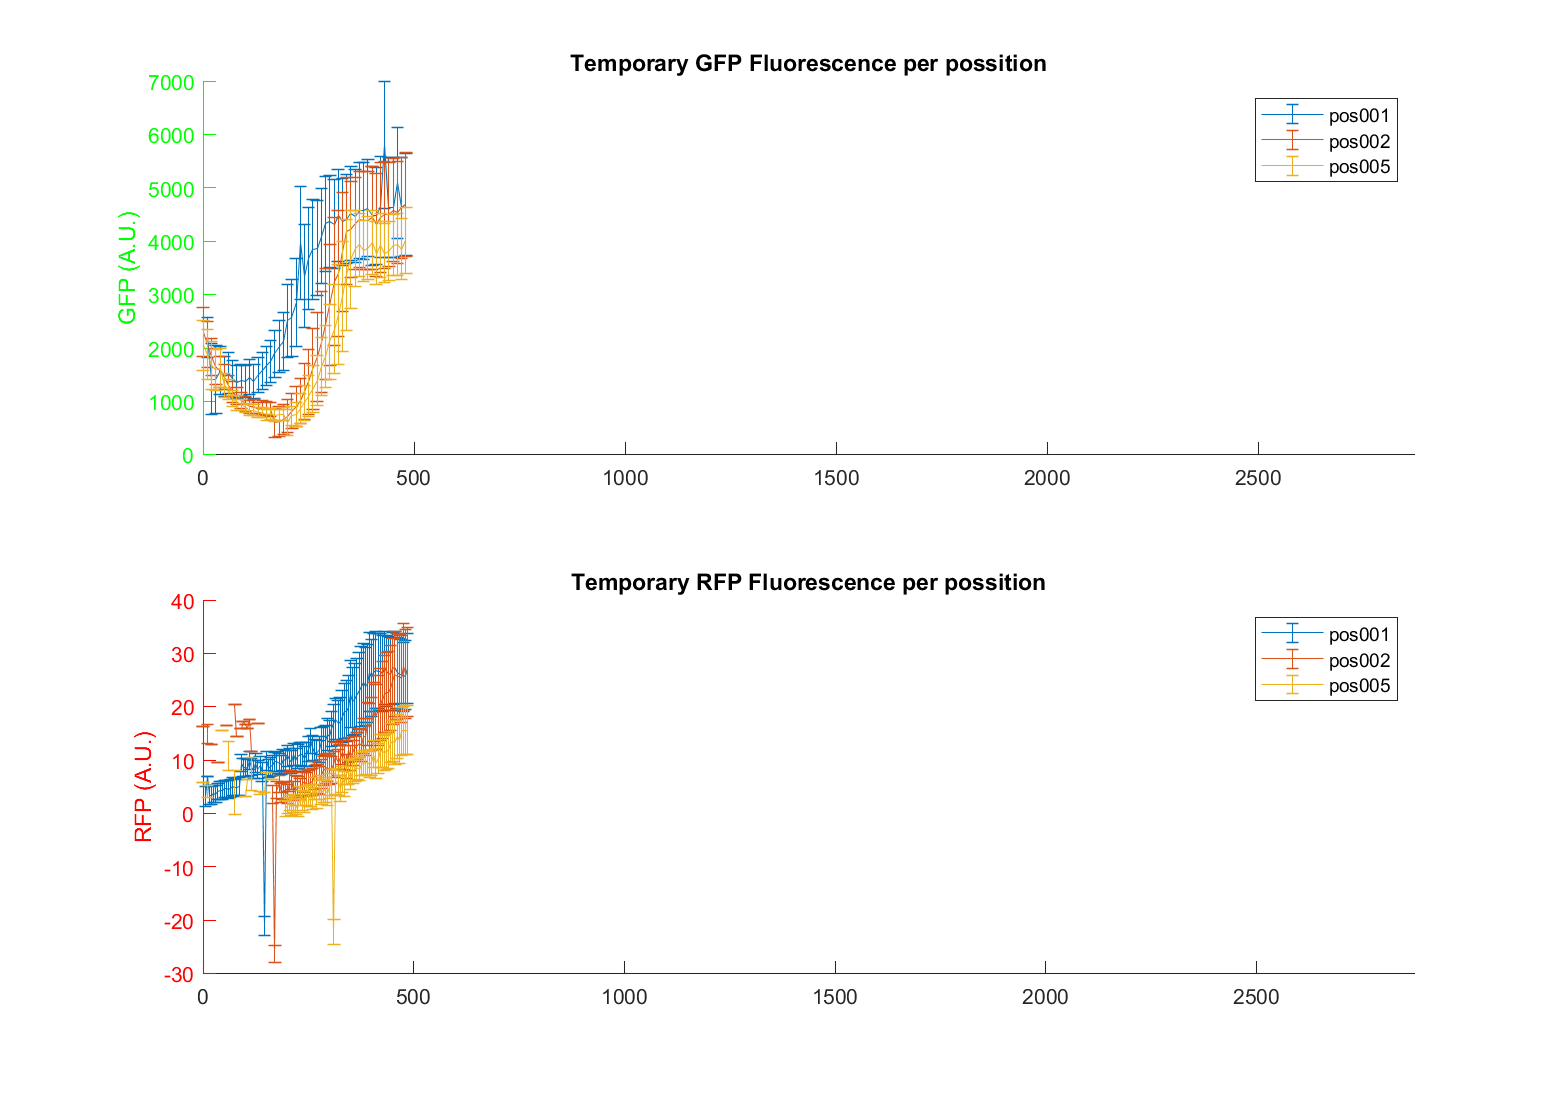 Temporary GFP Fluorescence per possition
7000
6000
5000
4000
3000
2000
1000
0
GFP (A.U.)
pos001
pos002
pos005
0 500 1000 1500 2000 2500
Temporary RFP Fluorescence per possition
40
30
20
10
0
-10
-20
-30
RFP (A.U.)
pos001
pos002
pos005
0 500 1000 1500 2000 2500